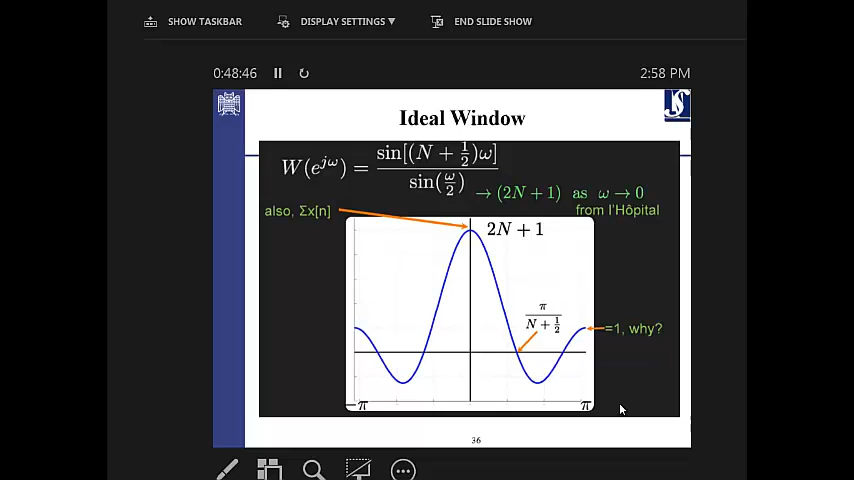 SHOW TASKBAR DISPLAY SETTINGS ▼ END SLIDE SHOW
0:48:46 2:58 PM
Ideal Window
W(e^{jω}) = sin[(N + 1/2)ω] / sin(ω/2) → (2N + 1) as ω → 0
also, Σx[n] from l'Hôpital
2N + 1
π / (N + 1/2)
=1, why?
−π π
36